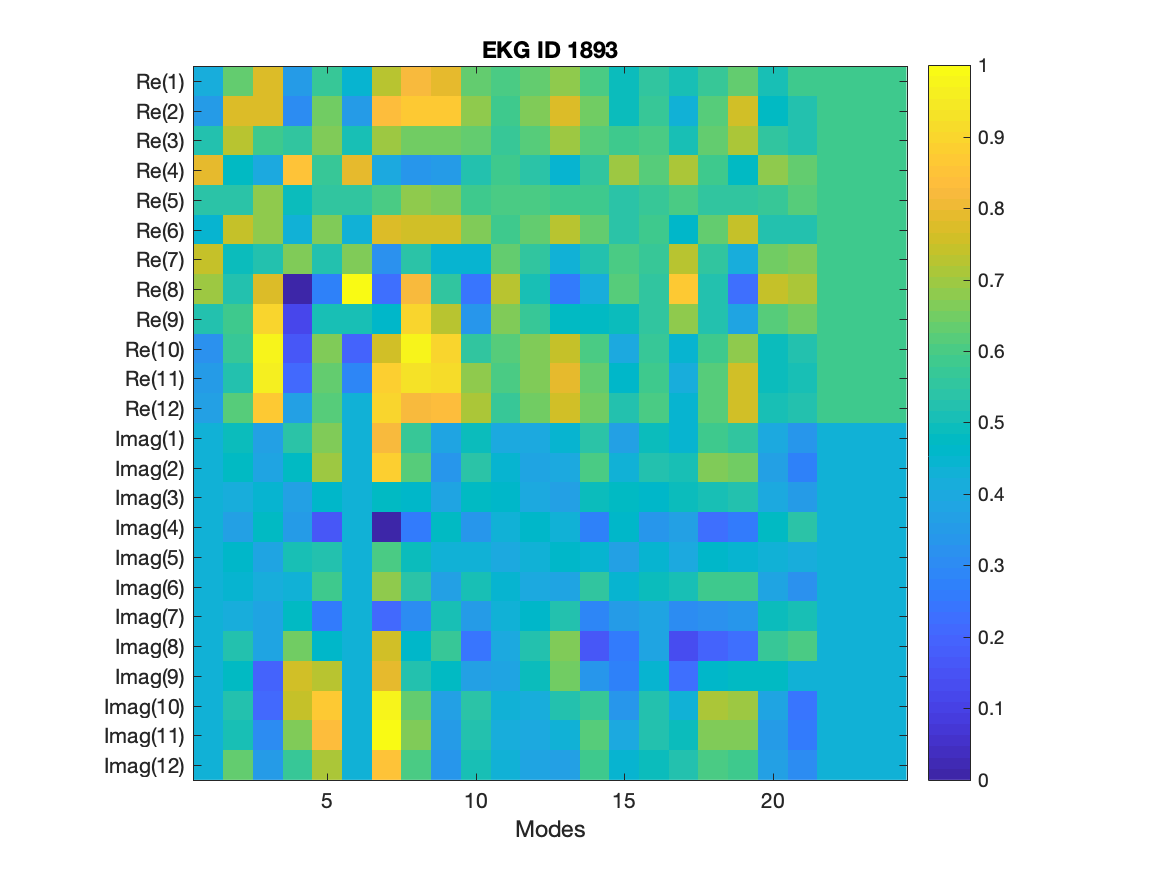 EKG ID 1893
Re(1)
Re(2)
Re(3)
Re(4)
Re(5)
Re(6)
Re(7)
Re(8)
Re(9)
Re(10)
Re(11)
Re(12)
Imag(1)
Imag(2)
Imag(3)
Imag(4)
Imag(5)
Imag(6)
Imag(7)
Imag(8)
Imag(9)
Imag(10)
Imag(11)
Imag(12)
5 10 15 20
Modes
1
0.9
0.8
0.7
0.6
0.5
0.4
0.3
0.2
0.1
0